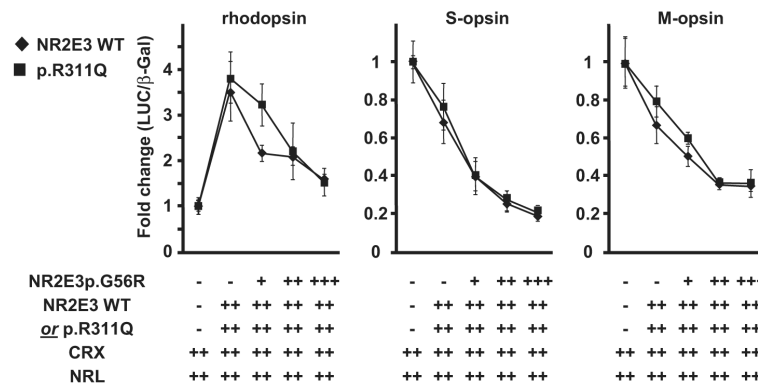 rhodopsin S-opsin M-opsin
NR2E3 WT
p.R311Q
Fold change (LUC/β-Gal)
4
3
2
1
0
1
0.8
0.6
0.4
0.2
0
1
0.8
0.6
0.4
0.2
0
NR2E3p.G56R - - + ++ +++ - - + ++ +++ - - + ++ +++
NR2E3 WT - ++ ++ ++ ++ - ++ ++ ++ ++ - ++ ++ ++ ++
or p.R311Q - ++ ++ ++ ++ - ++ ++ ++ ++ - ++ ++ ++ ++
CRX ++ ++ ++ ++ ++ ++ ++ ++ ++ ++ ++ ++ ++ ++ ++
NRL ++ ++ ++ ++ ++ ++ ++ ++ ++ ++ ++ ++ ++ ++ ++